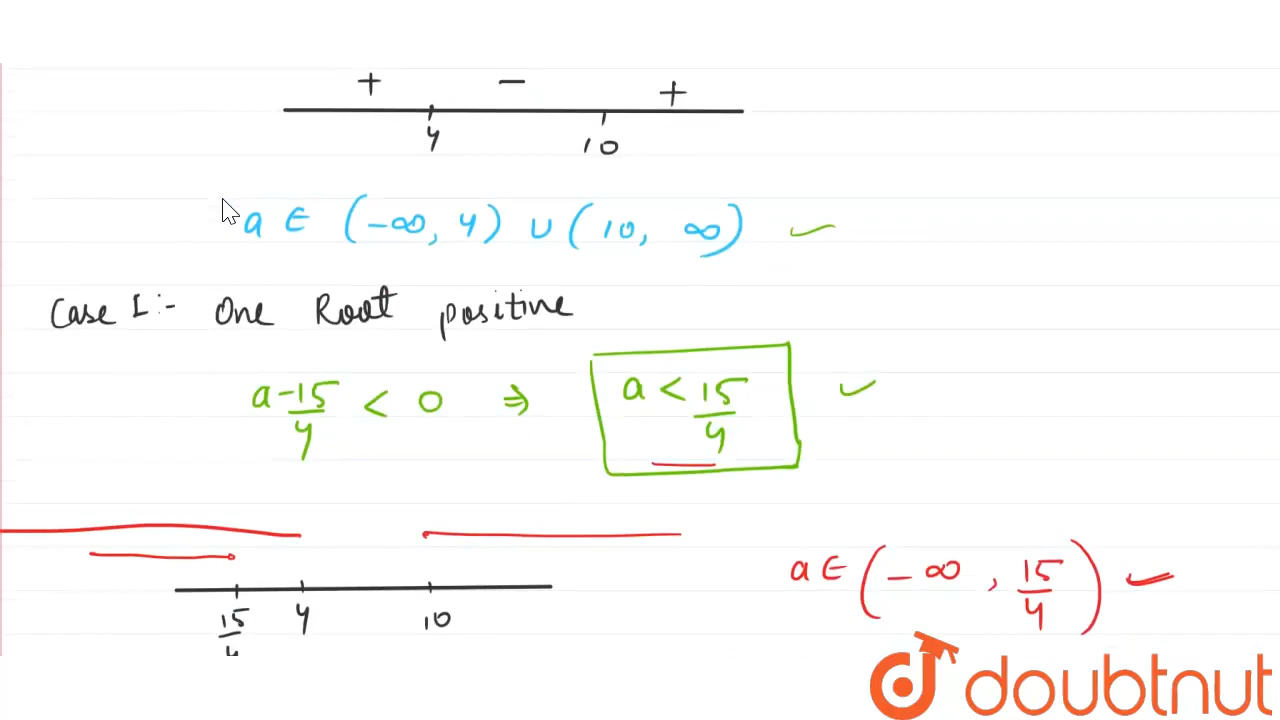 + − +
4 10
a ∈ (-∞, 4) ∪ (10, ∞)
Case I:- One Root positive
a-15/4 < 0 ⇒ a < 15/4
15/4 4 10
a ∈ (-∞, 15/4)
doubtnut